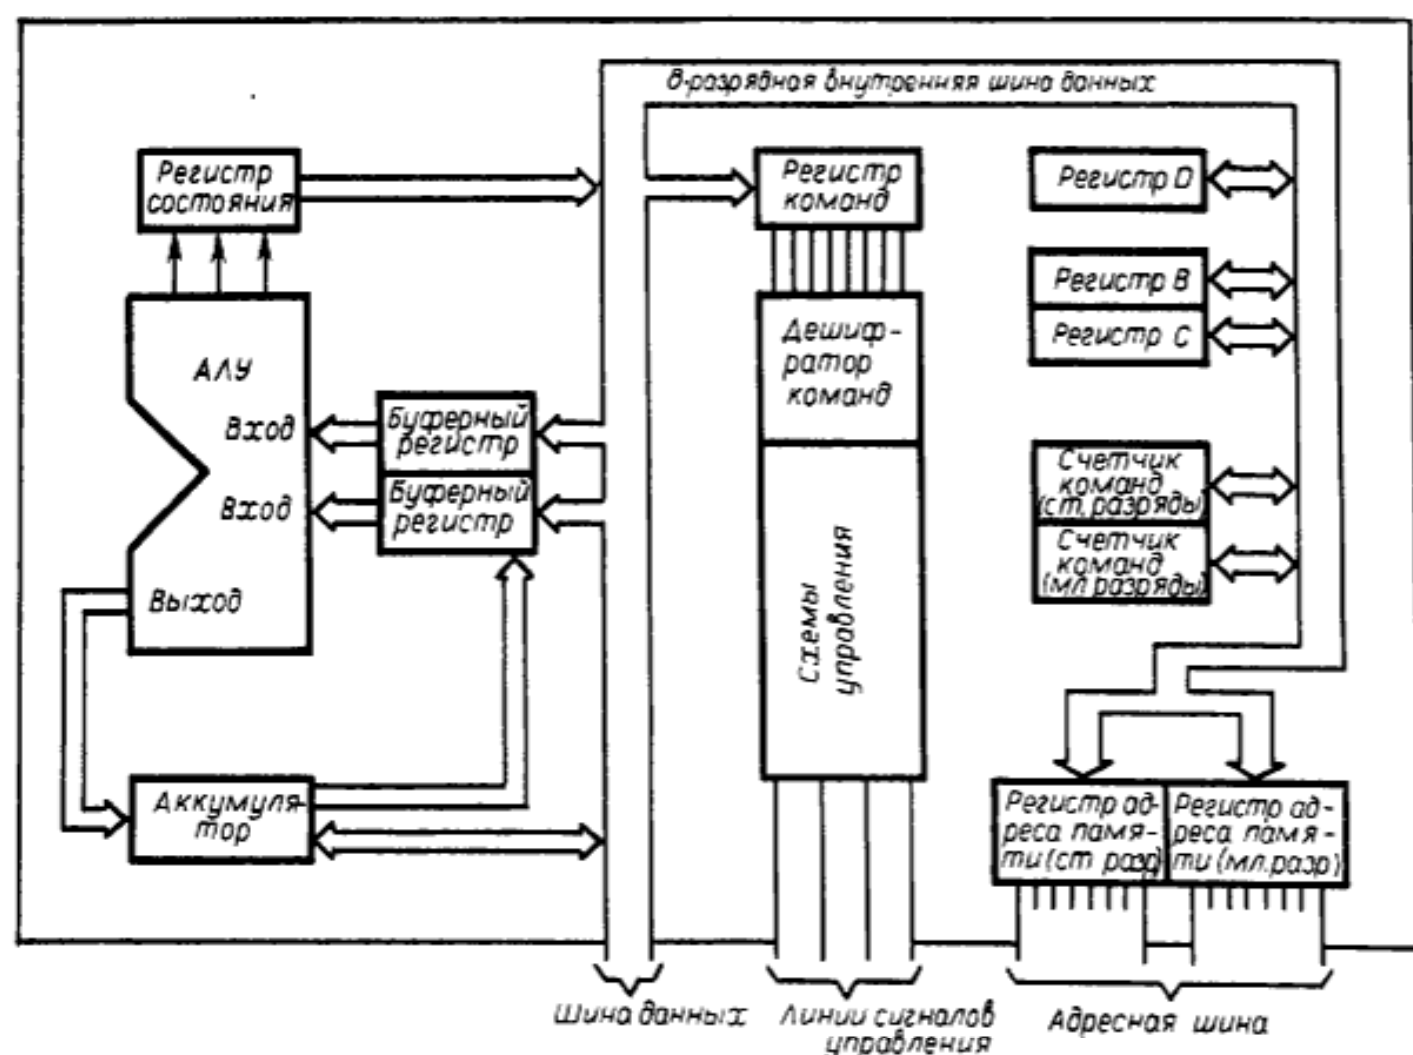 8-разрядная внутренняя шина данных
Регистр
состояния
Регистр
команд
Регистр D
Регистр B
Регистр C
АЛУ
Вход
Вход
Выход
Буферный
регистр
Буферный
регистр
Дешиф-
ратор
команд
Схемы
управления
Счетчик
команд
(ст. разряды)
Счетчик
команд
(мл. разряды)
Аккумуля-
тор
Регистр ад-
реса памя-
ти (ст. разр)
Регистр ад-
реса памя-
ти (мл. разр)
Шина данных
Линии сигналов
управления
Адресная шина